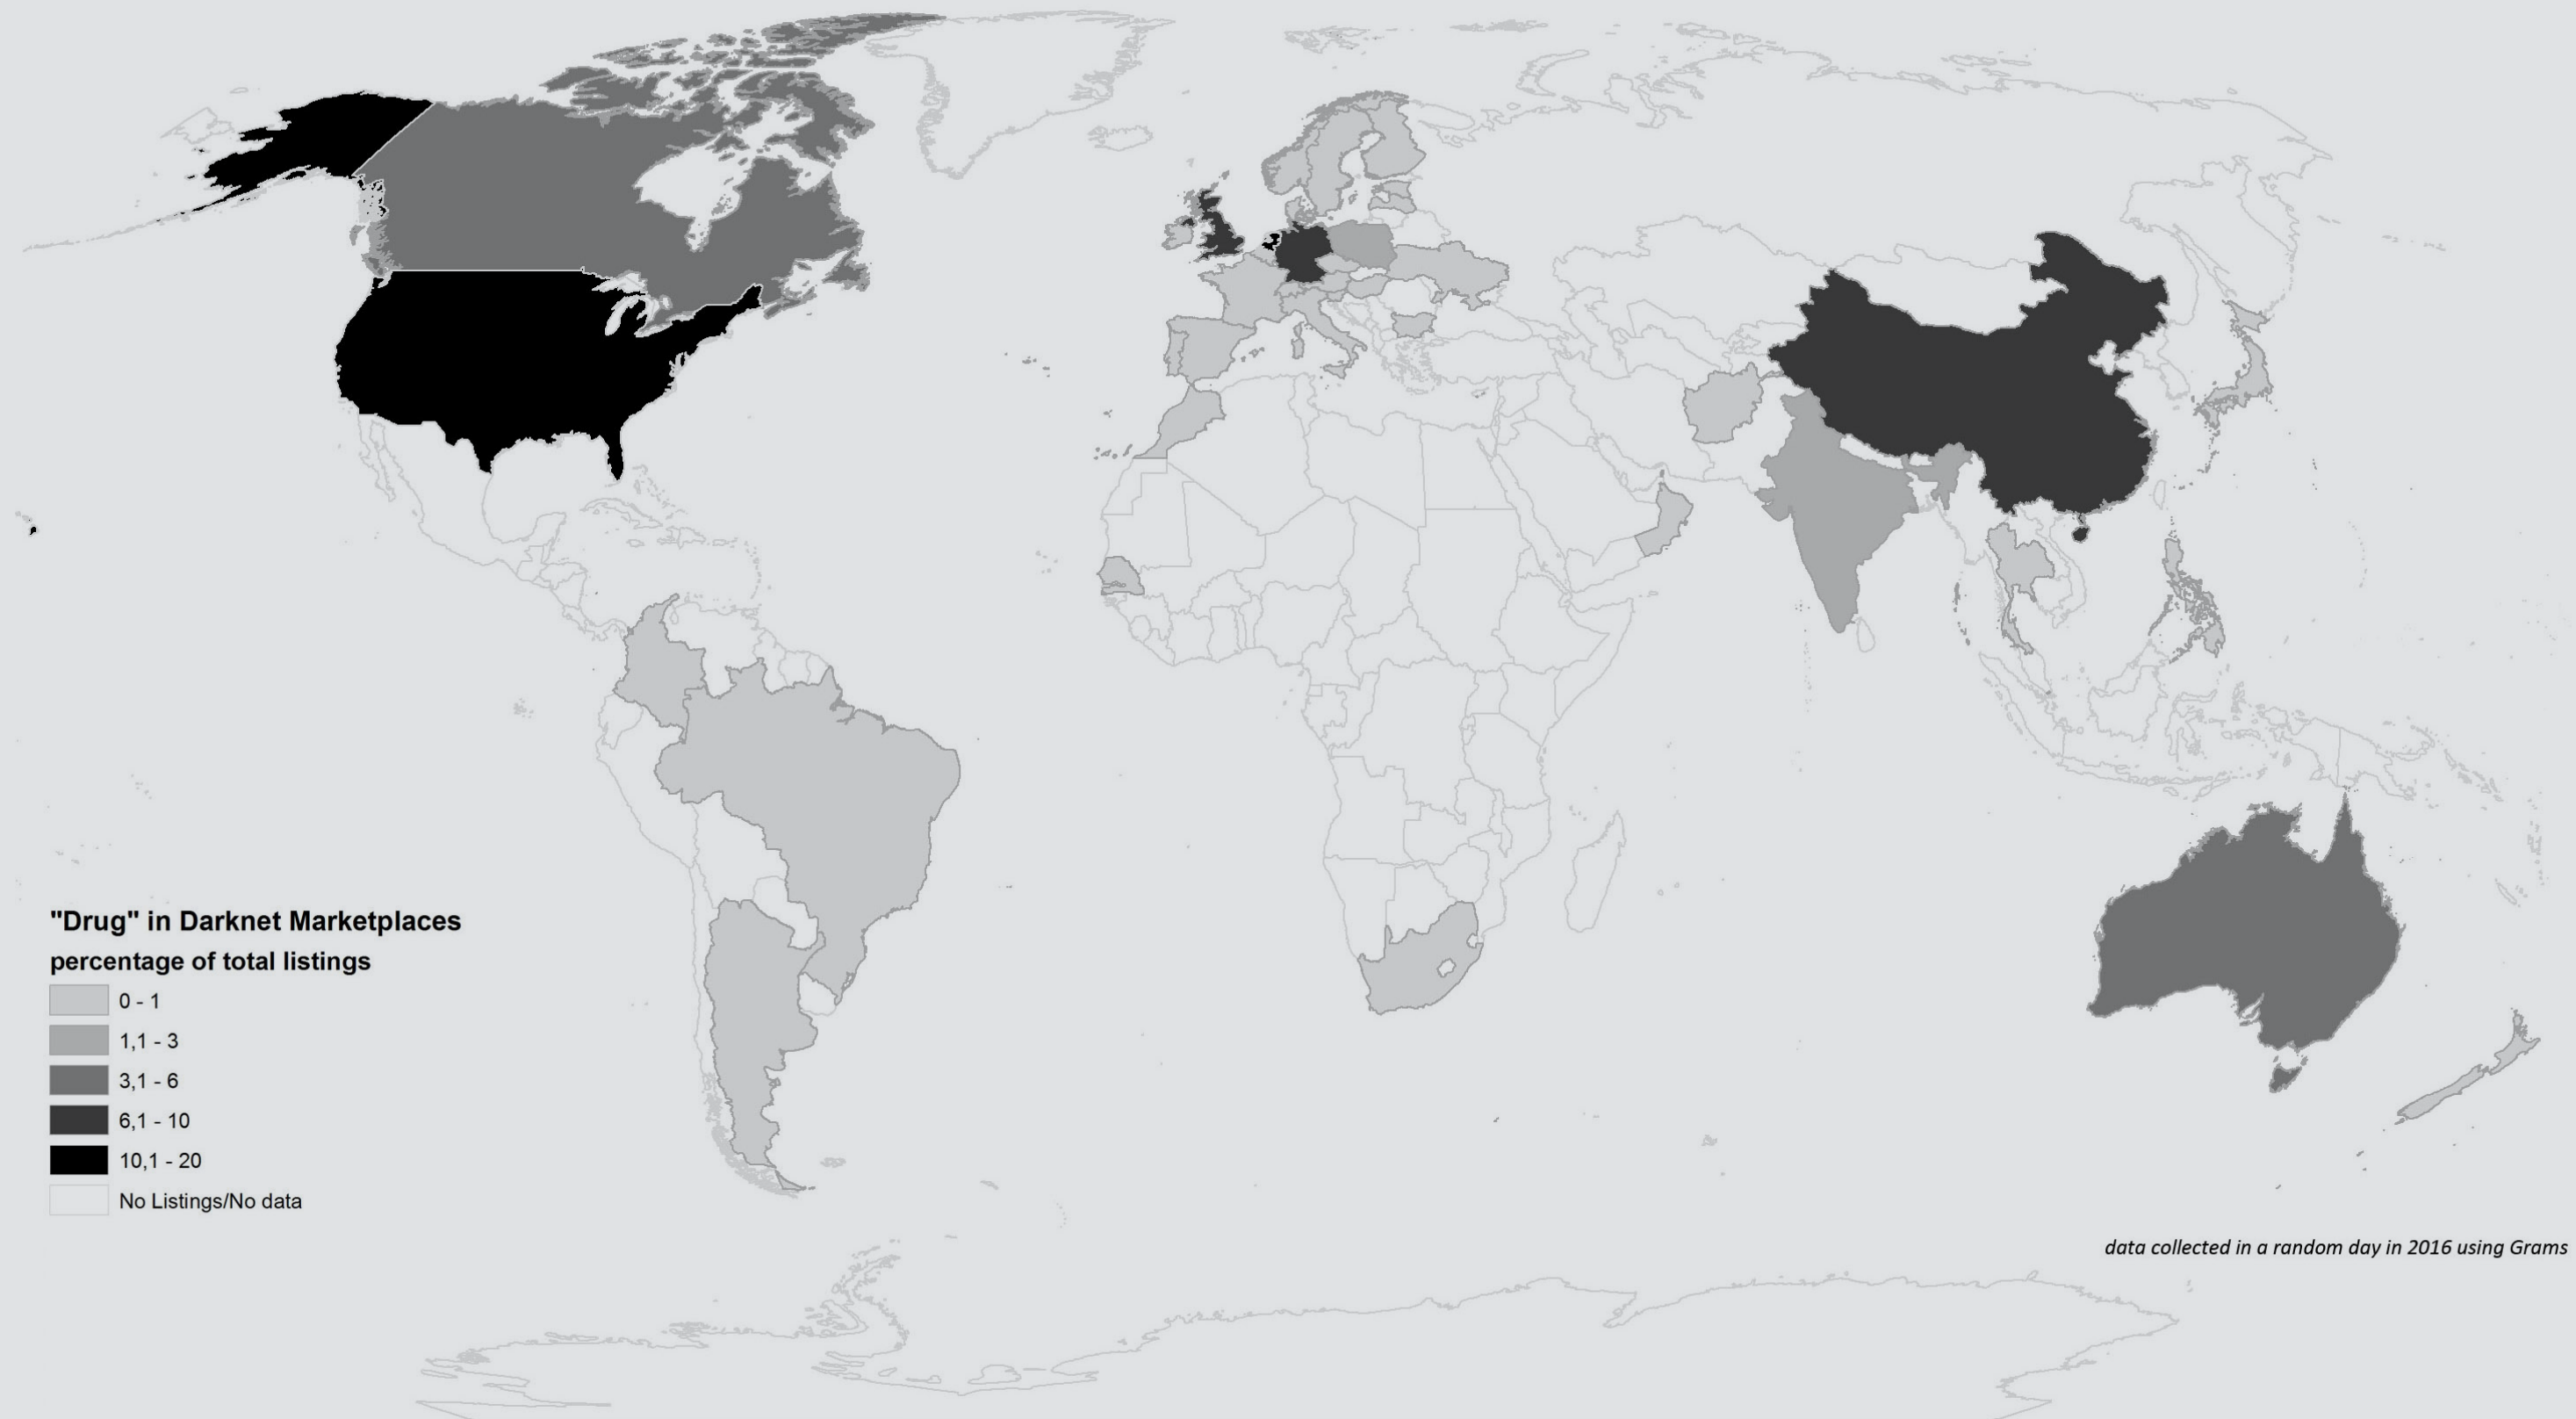 "Drug" in Darknet Marketplaces
percentage of total listings
0 - 1
1,1 - 3
3,1 - 6
6,1 - 10
10,1 - 20
No Listings/No data
data collected in a random day in 2016 using Grams